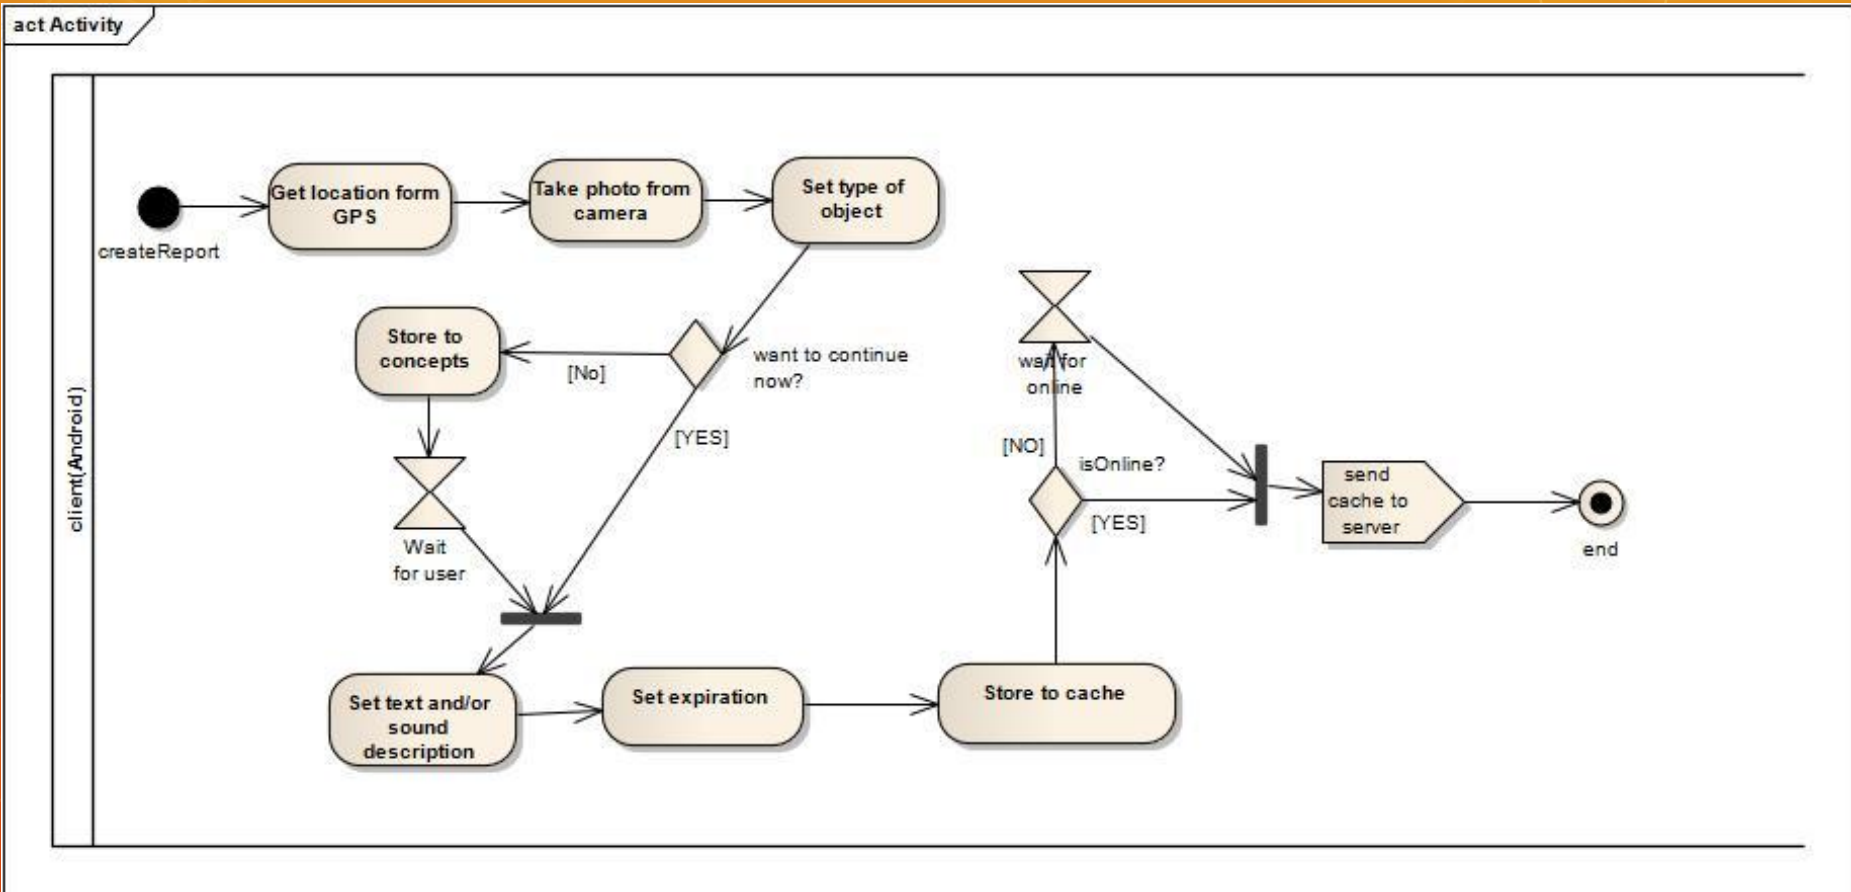 act Activity
client(Android)
createReport
Get location form
GPS
Take photo from
camera
Set type of
object
want to continue
now?
[No]
Store to
concepts
[YES]
Wait
for user
Set text and/or
sound
description
Set expiration
Store to cache
isOnline?
[NO]
wait for
online
[YES]
send
cache to
server
end